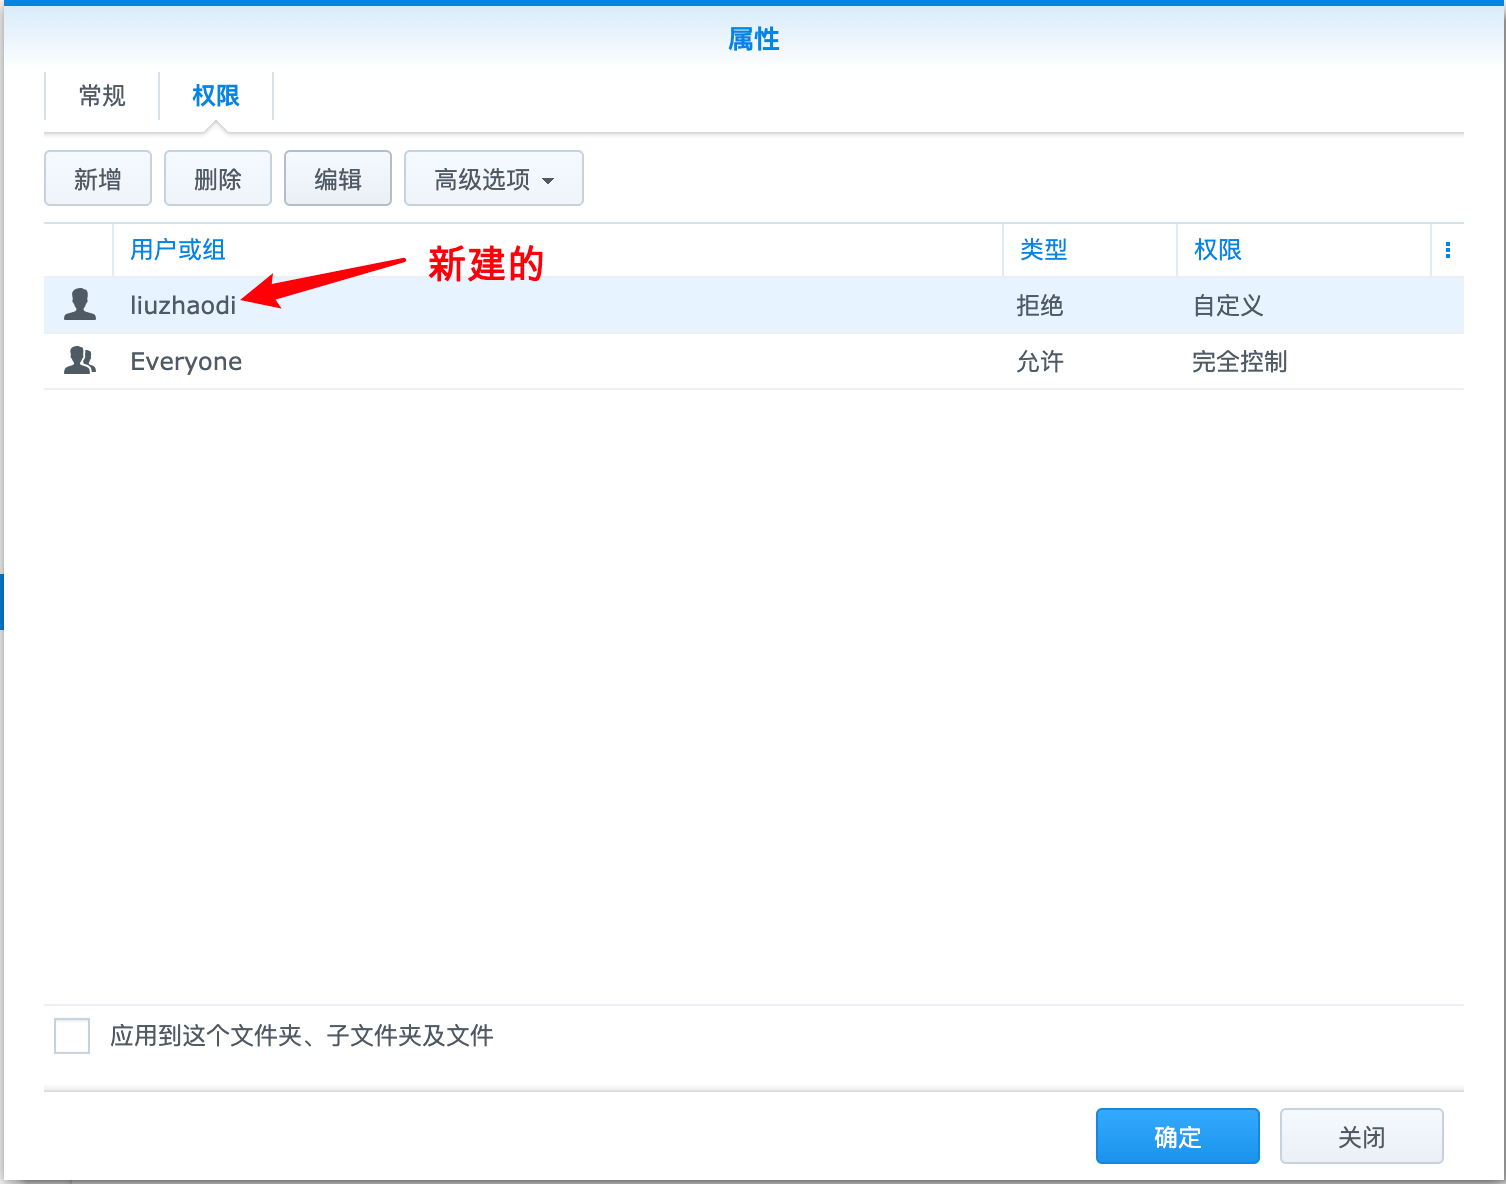 属性
常规 权限
新增 删除 编辑 高级选项
用户或组 新建的 类型 权限
liuzhaodi 拒绝 自定义
Everyone 允许 完全控制
应用到这个文件夹、子文件夹及文件
确定 关闭